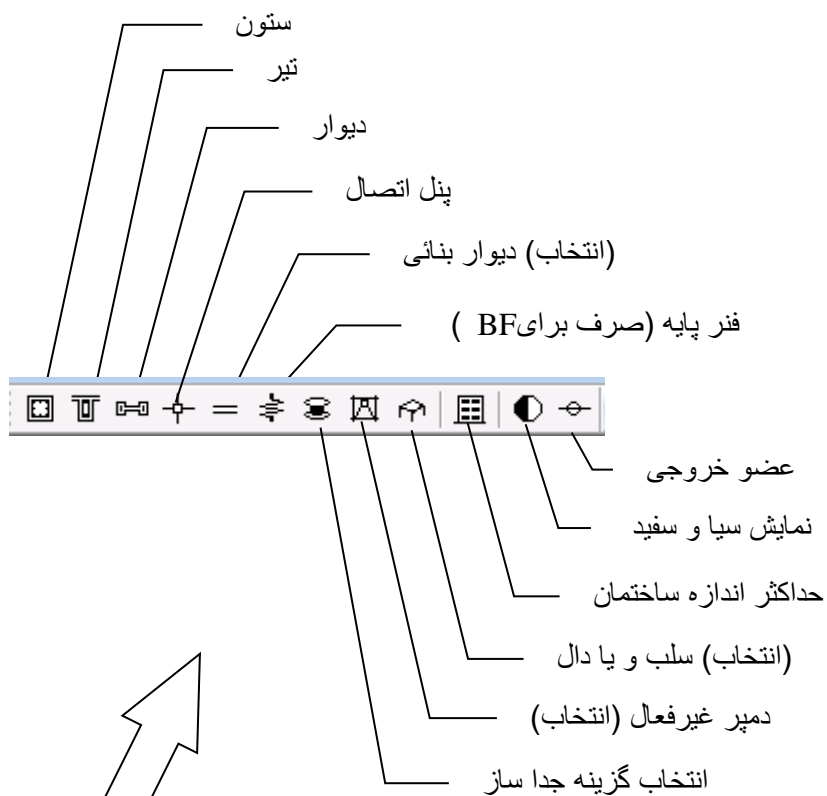 ستون
تیر
دیوار
پنل اتصال
(انتخاب) دیوار بنائی
فنر پایه (صرف برایBF )
عضو خروجی
نمایش سیا و سفید
حداکثر اندازه ساختمان
(انتخاب) سلب و یا دال
دمپر غیرفعال (انتخاب)
انتخاب گزینه جدا ساز